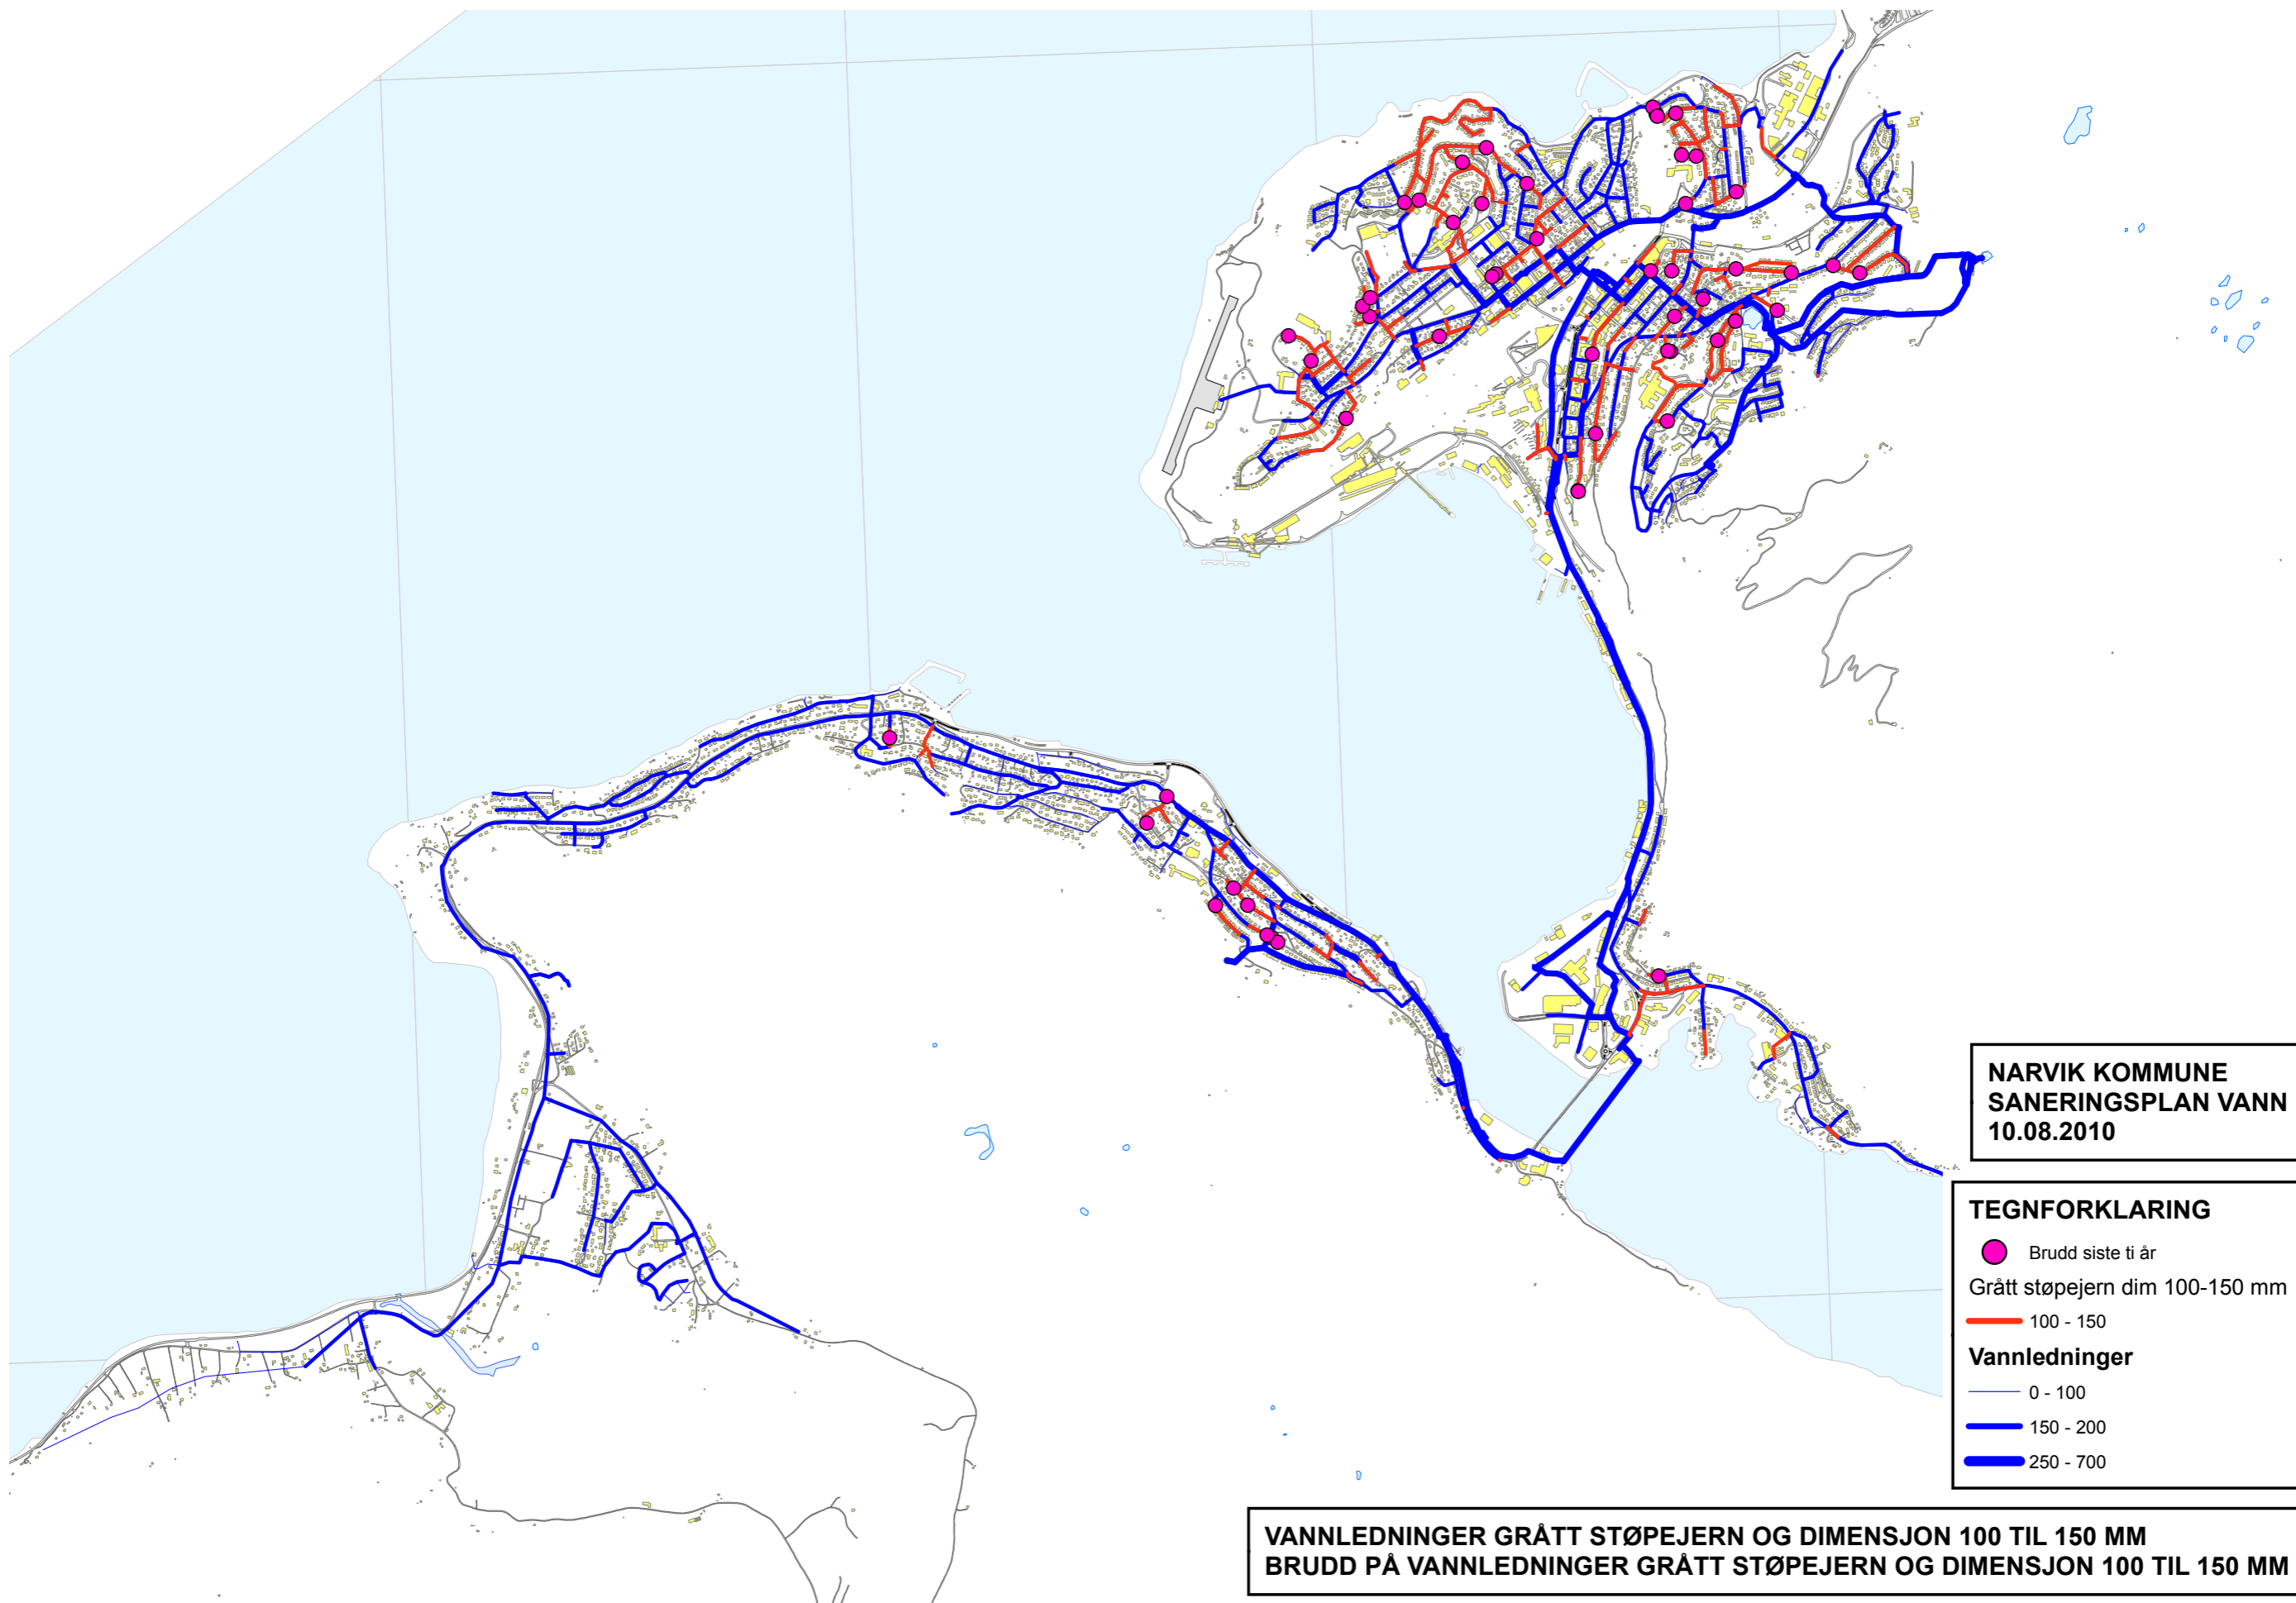 NARVIK KOMMUNE
SANERINGSPLAN VANN
10.08.2010
TEGNFORKLARING
Brudd siste ti år
Grått støpejern dim 100-150 mm
100 - 150
Vannledninger
0 - 100
150 - 200
250 - 700
VANNLEDNINGER GRÅTT STØPEJERN OG DIMENSJON 100 TIL 150 MM
BRUDD PÅ VANNLEDNINGER GRÅTT STØPEJERN OG DIMENSJON 100 TIL 150 MM